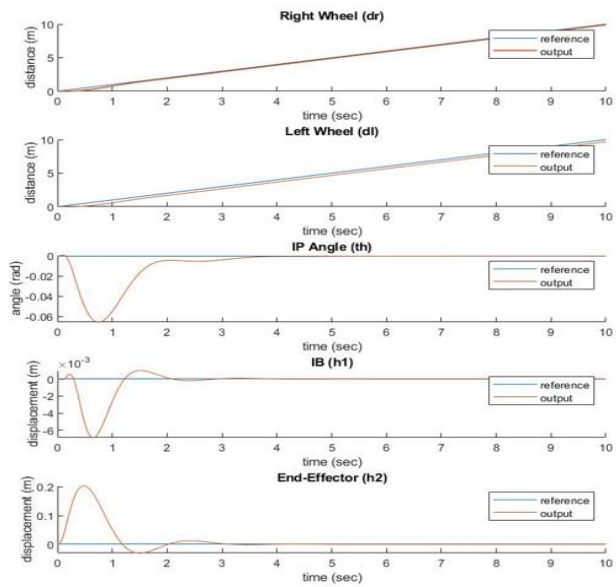 Right Wheel (dr)
distance (m)
10
5
0
reference
output
0 1 2 3 4 5 6 7 8 9 10
time (sec)
Left Wheel (dl)
distance (m)
10
5
0
reference
output
0 1 2 3 4 5 6 7 8 9 10
time (sec)
IP Angle (th)
angle (rad)
0
-0.02
-0.04
-0.06
reference
output
0 1 2 3 4 5 6 7 8 9 10
time (sec)
IB (h1)
×10⁻³
displacement (m)
0
-2
-4
-6
reference
output
0 1 2 3 4 5 6 7 8 9 10
time (sec)
End-Effector (h2)
displacement (m)
0.2
0.1
0
reference
output
0 1 2 3 4 5 6 7 8 9 10
time (sec)